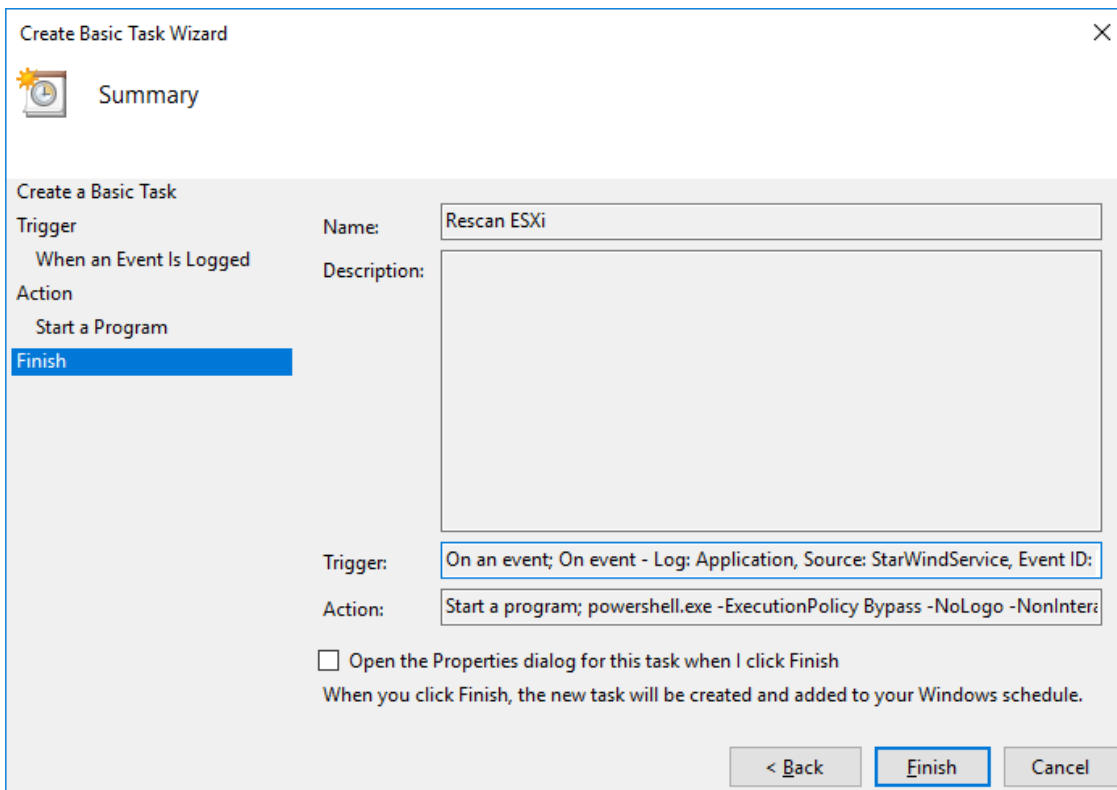 Create Basic Task Wizard
Summary
Create a Basic Task
Trigger
When an Event Is Logged
Action
Start a Program
Finish
Name: Rescan ESXi
Description:
Trigger: On an event; On event - Log: Application, Source: StarWindService, Event ID:
Action: Start a program; powershell.exe -ExecutionPolicy Bypass -NoLogo -NonIntera
Open the Properties dialog for this task when I click Finish
When you click Finish, the new task will be created and added to your Windows schedule.
< Back Finish Cancel